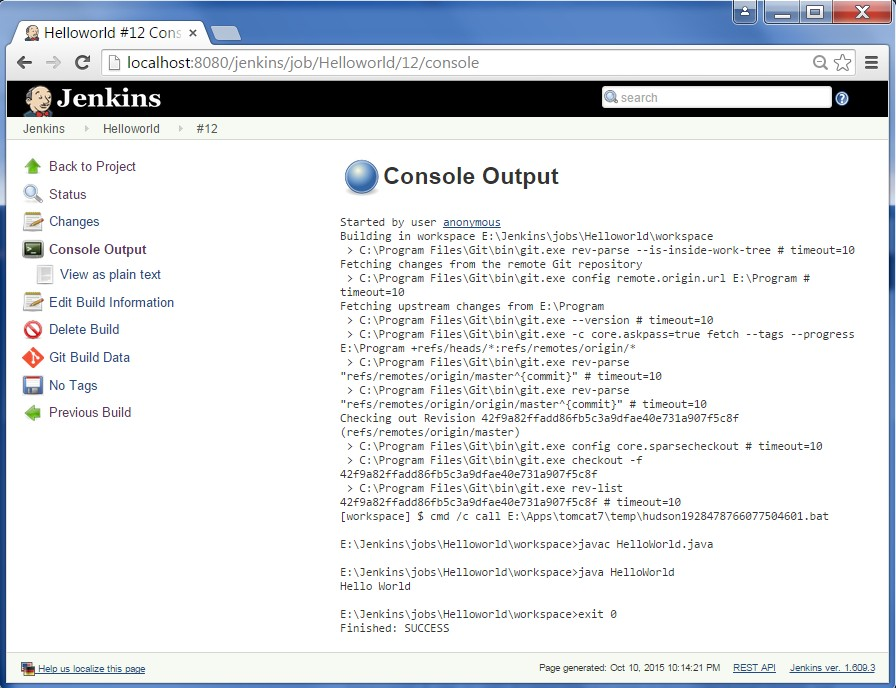 Helloworld #12 Cons
localhost:8080/jenkins/job/Helloworld/12/console
Jenkins
search
Jenkins Helloworld #12
Back to Project
Status
Changes
Console Output
View as plain text
Edit Build Information
Delete Build
Git Build Data
No Tags
Previous Build
Console Output
Started by user anonymous
Building in workspace E:\Jenkins\jobs\Helloworld\workspace
> C:\Program Files\Git\bin\git.exe rev-parse --is-inside-work-tree # timeout=10
Fetching changes from the remote Git repository
> C:\Program Files\Git\bin\git.exe config remote.origin.url E:\Program #
timeout=10
Fetching upstream changes from E:\Program
> C:\Program Files\Git\bin\git.exe --version # timeout=10
> C:\Program Files\Git\bin\git.exe -c core.askpass=true fetch --tags --progress
E:\Program +refs/heads/*:refs/remotes/origin/*
> C:\Program Files\Git\bin\git.exe rev-parse
"refs/remotes/origin/master^{commit}" # timeout=10
> C:\Program Files\Git\bin\git.exe rev-parse
"refs/remotes/origin/origin/master^{commit}" # timeout=10
Checking out Revision 42f9a82ffadd86fb5c3a9dfae40e731a907f5c8f
(refs/remotes/origin/master)
> C:\Program Files\Git\bin\git.exe config core.sparsecheckout # timeout=10
> C:\Program Files\Git\bin\git.exe checkout -f
42f9a82ffadd86fb5c3a9dfae40e731a907f5c8f
> C:\Program Files\Git\bin\git.exe rev-list
42f9a82ffadd86fb5c3a9dfae40e731a907f5c8f # timeout=10
[workspace] $ cmd /c call E:\Apps\tomcat7\temp\hudson1928478766077504601.bat
E:\Jenkins\jobs\Helloworld\workspace>javac HelloWorld.java
E:\Jenkins\jobs\Helloworld\workspace>java HelloWorld
Hello World
E:\Jenkins\jobs\Helloworld\workspace>exit 0
Finished: SUCCESS
Help us localize this page
Page generated: Oct 10, 2015 10:14:21 PM REST API Jenkins ver. 1.609.3